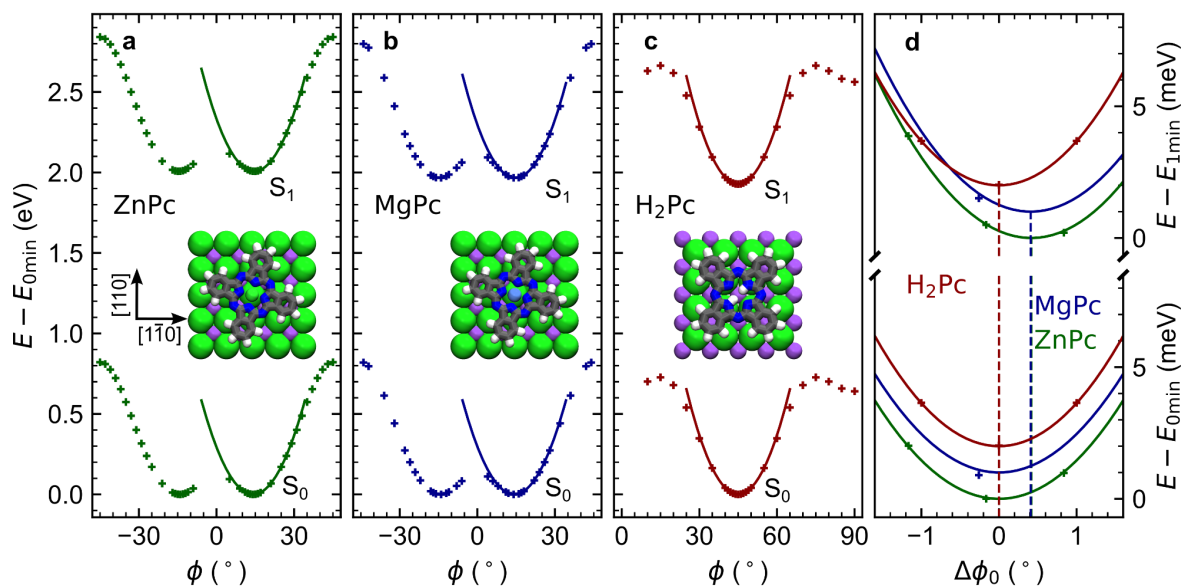 a
b
c
d
E − E0min (eV)
2.5
2.0
1.5
1.0
0.5
0.0
S1
S1
S1
ZnPc
MgPc
H2Pc
[110]
[11̄0]
S0
S0
S0
−30
0
30
ϕ (°)
−30
0
30
ϕ (°)
0
30
60
90
ϕ (°)
E − E1min (meV)
5
0
H2Pc
MgPc
ZnPc
E − E0min (meV)
5
0
−1
0
1
Δϕ0 (°)